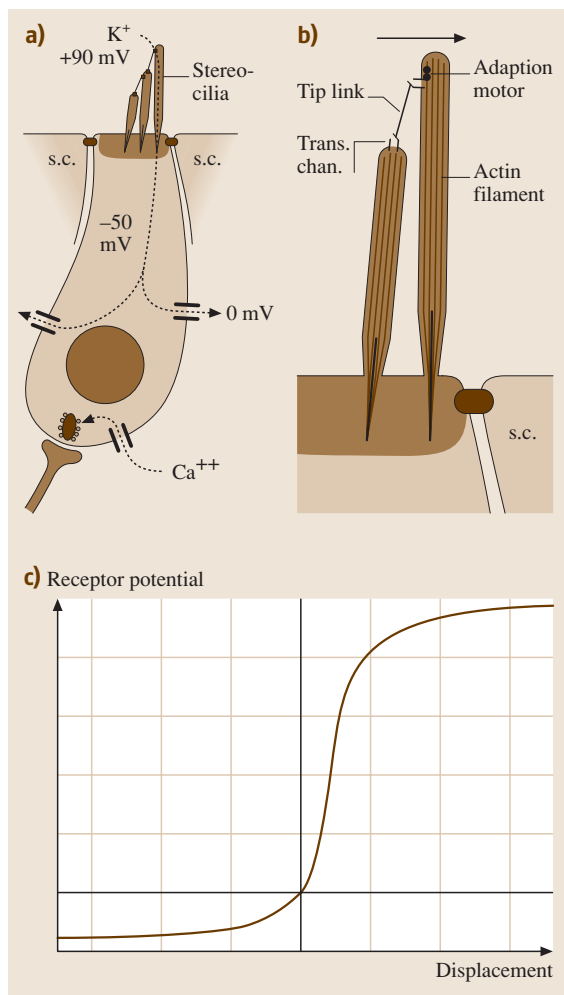 a)
K⁺
+90 mV
Stereo-
cilia
s.c.
s.c.
–50
mV
0 mV
Ca⁺⁺
b)
Adaption
motor
Tip link
Trans.
chan.
Actin
filament
s.c.
c) Receptor potential
Displacement